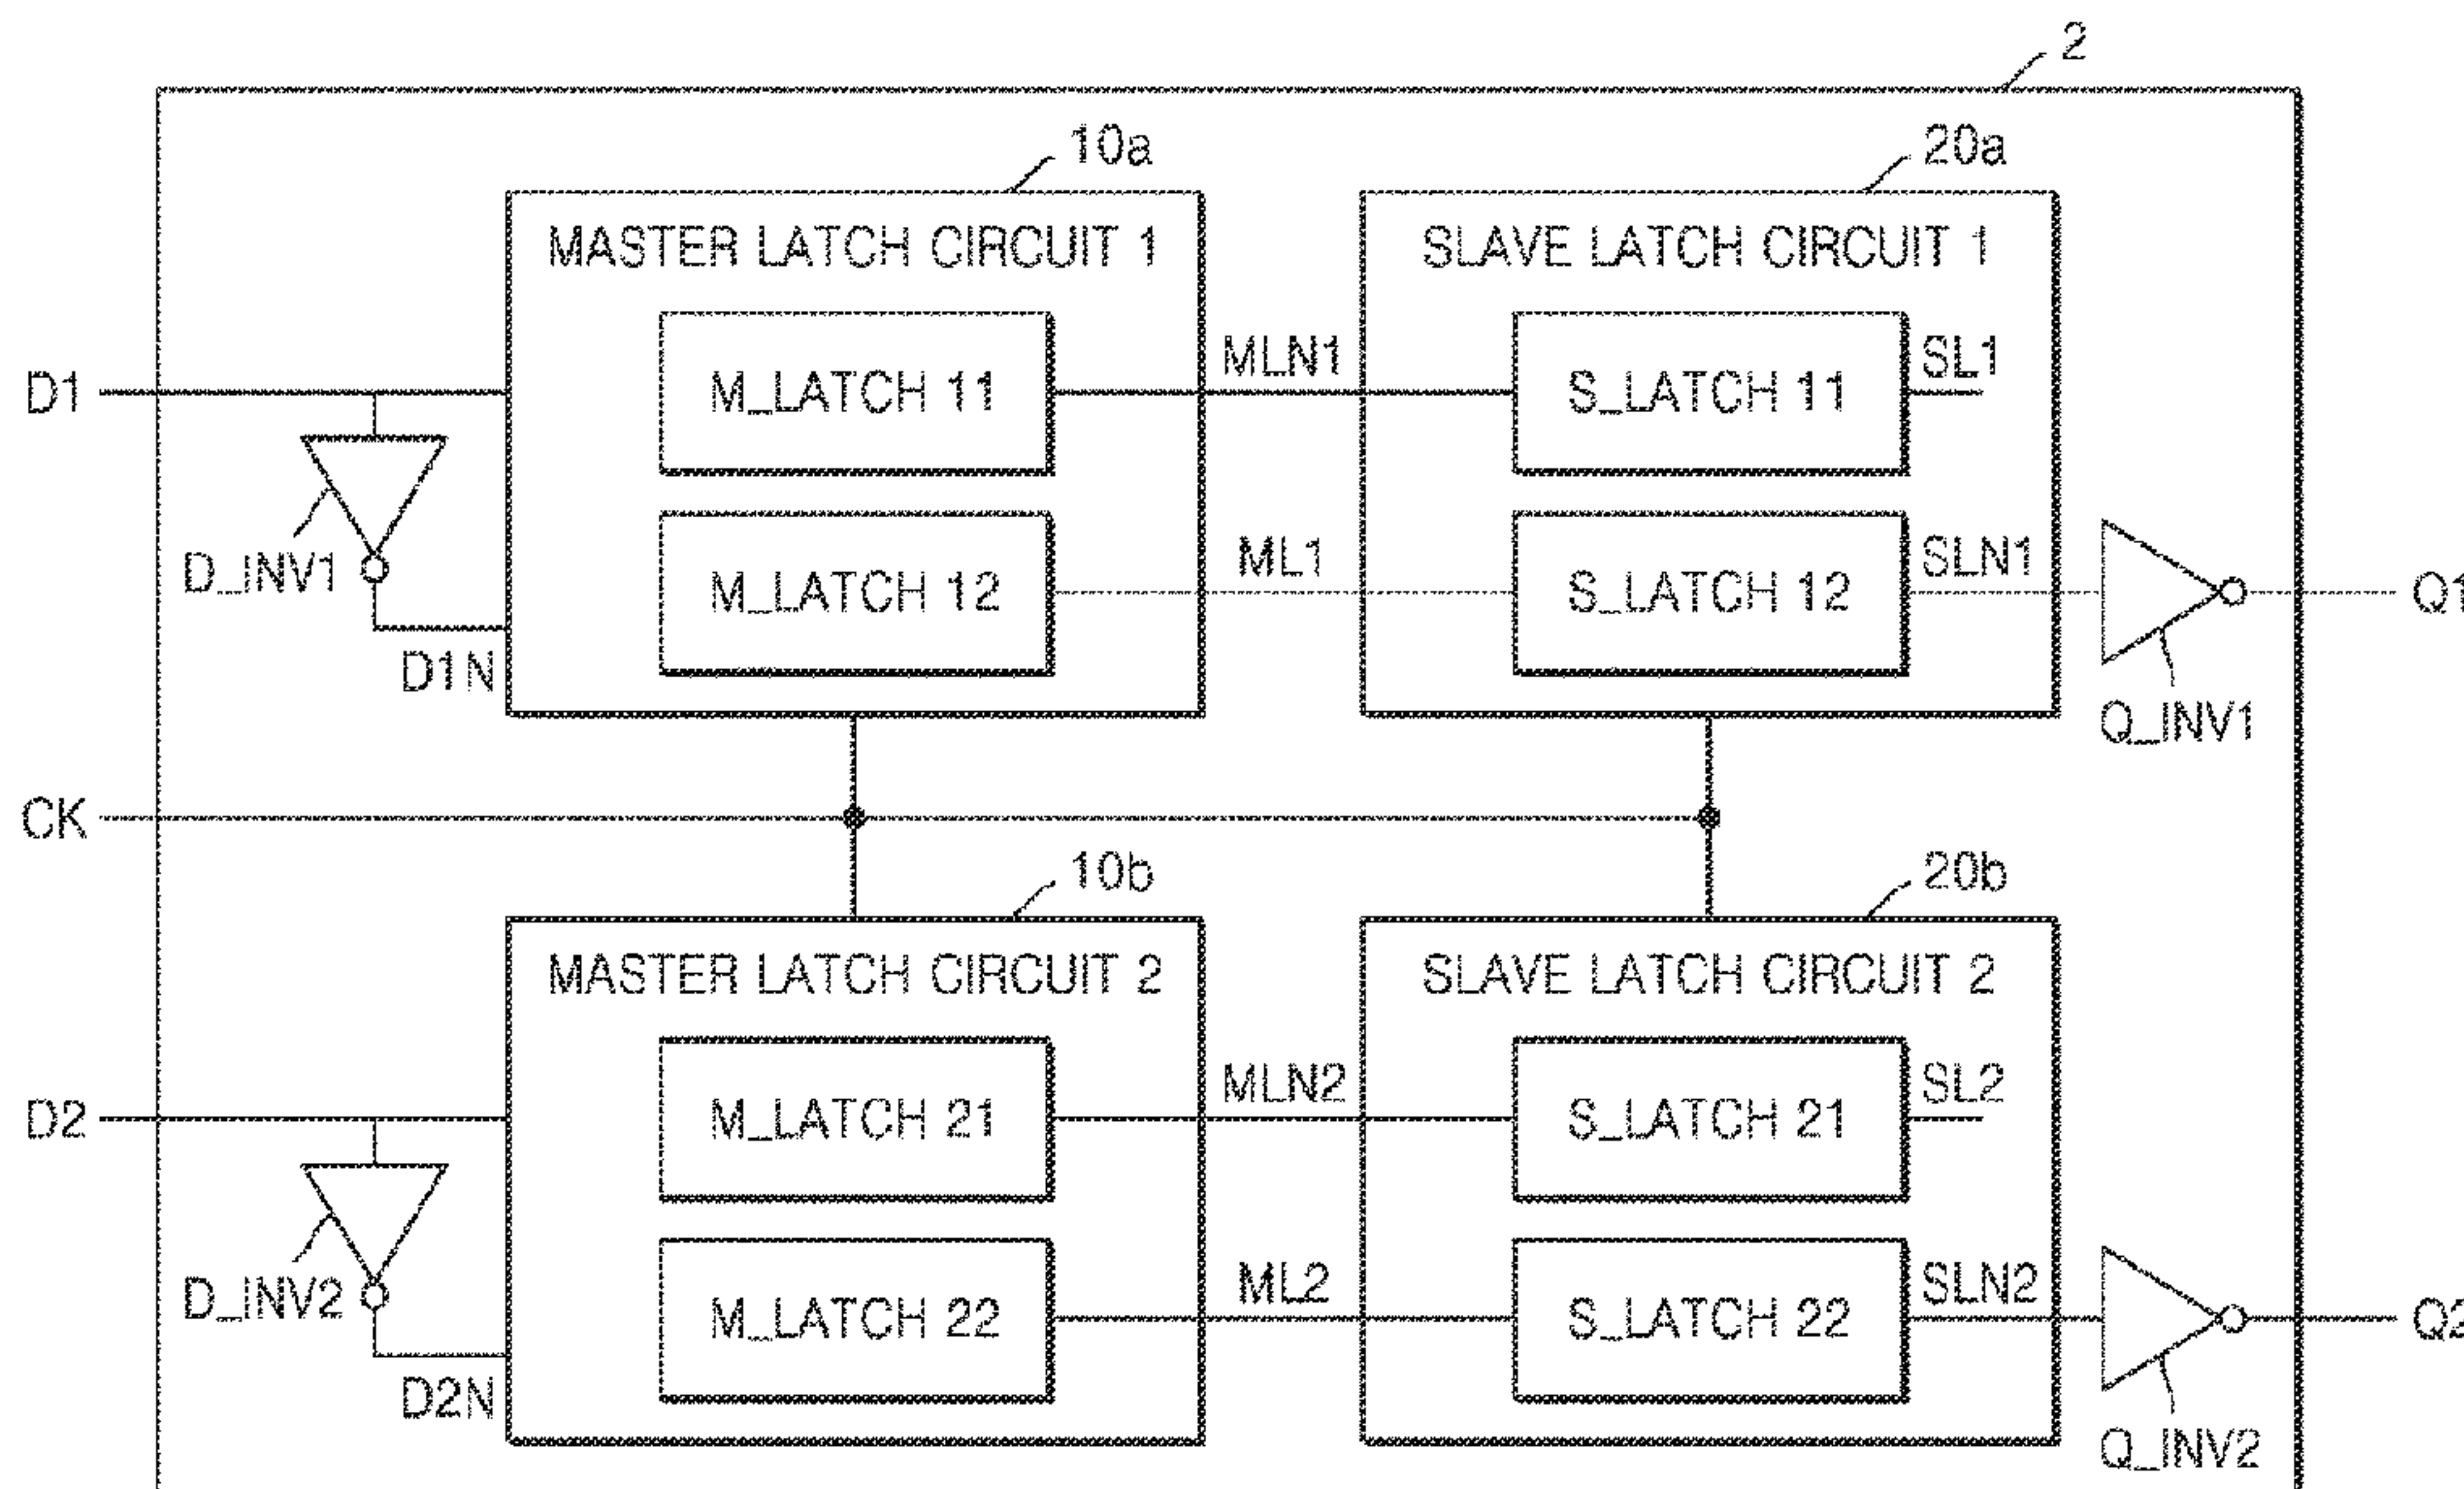 2
10a
20a
MASTER LATCH CIRCUIT 1
SLAVE LATCH CIRCUIT 1
D1
M_LATCH 11
MLN1
S_LATCH 11
SL1
D_INV1
M_LATCH 12
ML1
S_LATCH 12
SLN1
Q1
D1N
Q_INV1
CK
10b
20b
MASTER LATCH CIRCUIT 2
SLAVE LATCH CIRCUIT 2
D2
M_LATCH 21
MLN2
S_LATCH 21
SL2
D_INV2
M_LATCH 22
ML2
S_LATCH 22
SLN2
Q2
D2N
Q_INV2